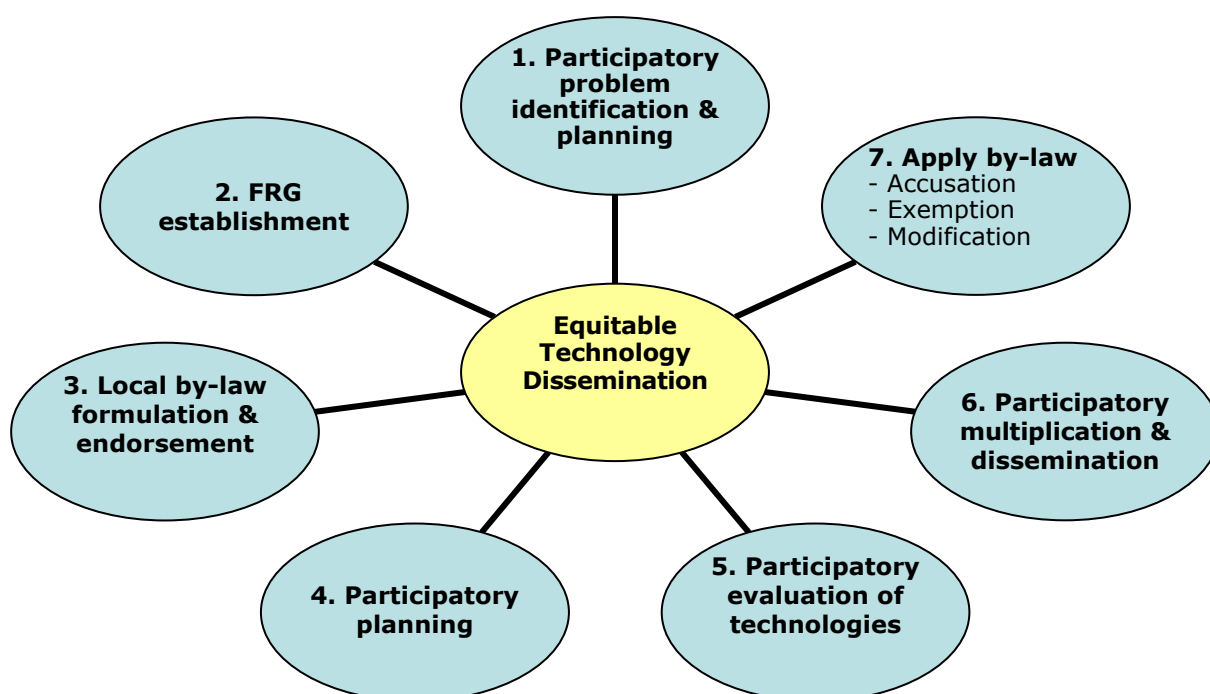 1. Participatory
problem
identification &
planning
2. FRG
establishment
3. Local by-law
formulation &
endorsement
4. Participatory
planning
5. Participatory
evaluation of
technologies
6. Participatory
multiplication &
dissemination
7. Apply by-law
- Accusation
- Exemption
- Modification
Equitable
Technology
Dissemination